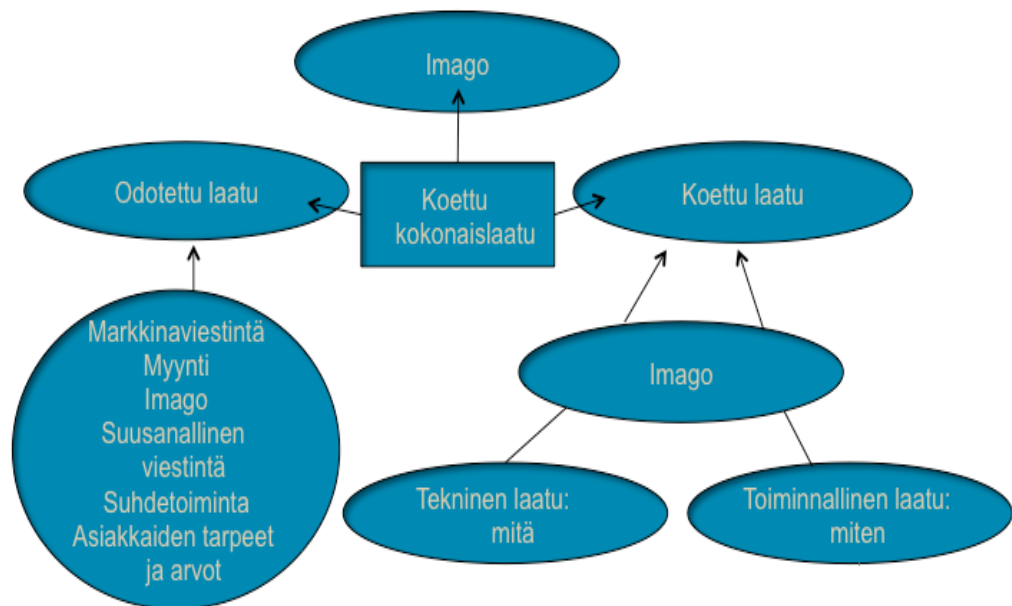 Imago
Odotettu laatu
Koettu
kokonaislaatu
Koettu laatu
Markkinaviestintä
Myynti
Imago
Suusanallinen
viestintä
Suhdetoiminta
Asiakkaiden tarpeet
ja arvot
Imago
Tekninen laatu:
mitä
Toiminnallinen laatu:
miten